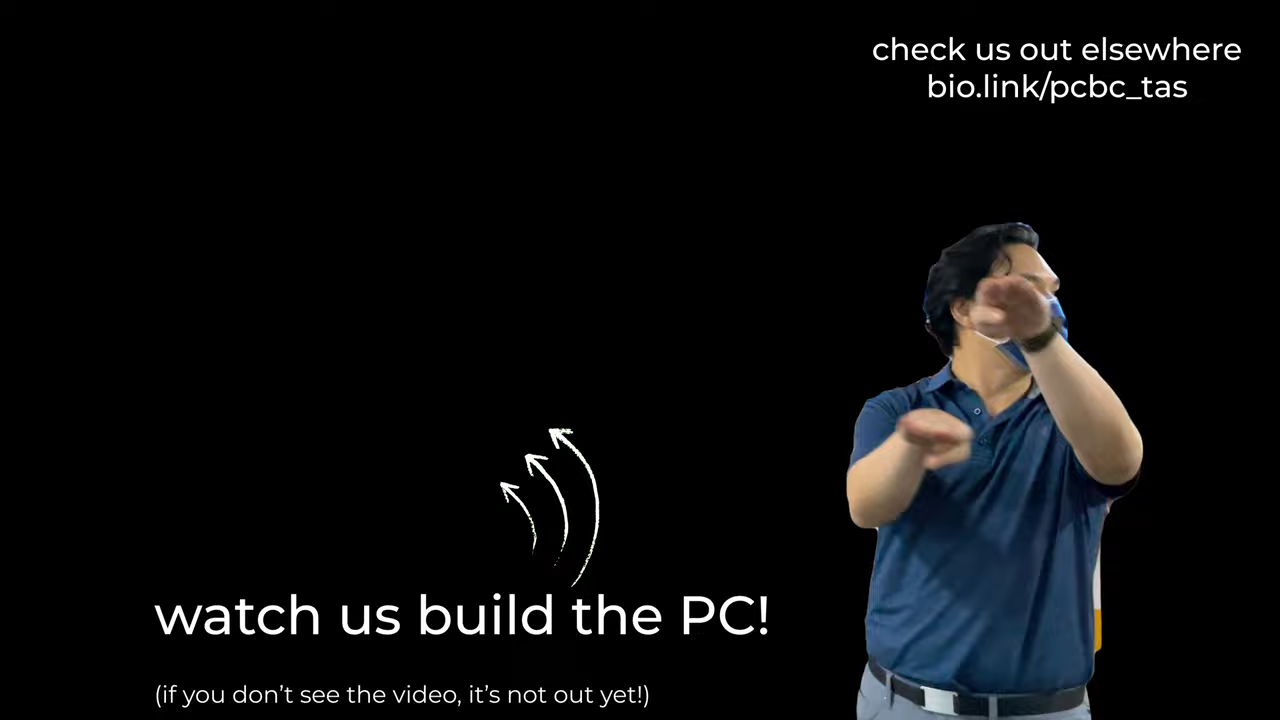 check us out elsewhere
bio.link/pcbc_tas
watch us build the PC!
(if you don’t see the video, it’s not out yet!)